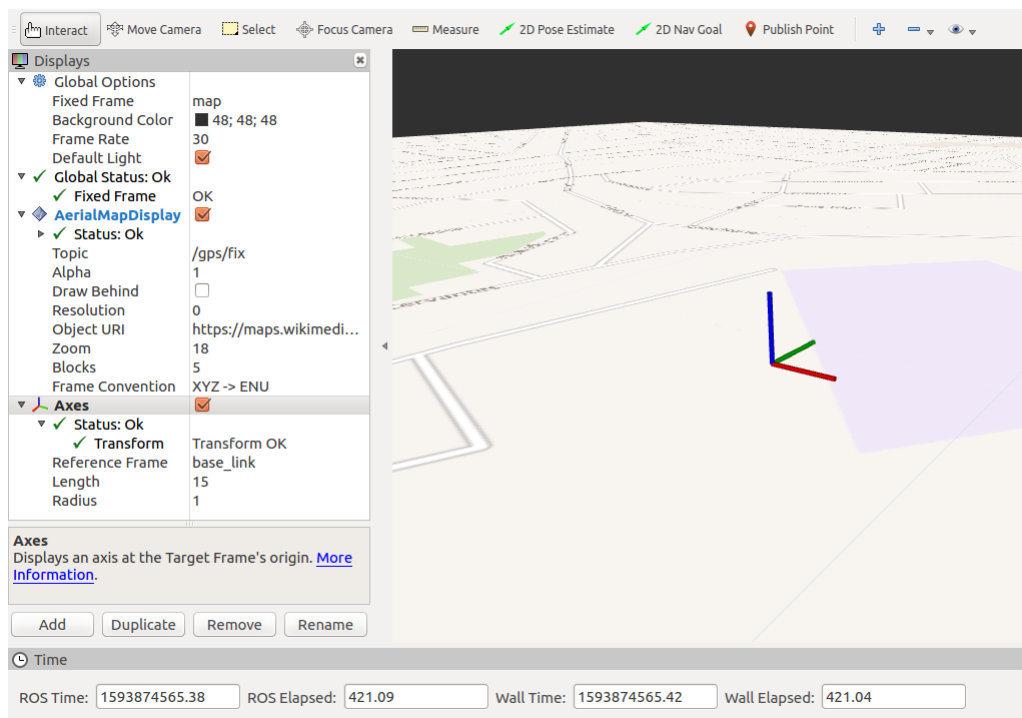 Interact Move Camera Select Focus Camera Measure 2D Pose Estimate 2D Nav Goal Publish Point
Displays
Global Options
Fixed Frame map
Background Color 48; 48; 48
Frame Rate 30
Default Light
Global Status: Ok
Fixed Frame OK
AerialMapDisplay
Status: Ok
Topic /gps/fix
Alpha 1
Draw Behind
Resolution 0
Object URI https://maps.wikimedi...
Zoom 18
Blocks 5
Frame Convention XYZ -> ENU
Axes
Status: Ok
Transform Transform OK
Reference Frame base_link
Length 15
Radius 1
Axes
Displays an axis at the Target Frame's origin. More
Information.
Add Duplicate Remove Rename
Time
ROS Time: 1593874565.38 ROS Elapsed: 421.09 Wall Time: 1593874565.42 Wall Elapsed: 421.04